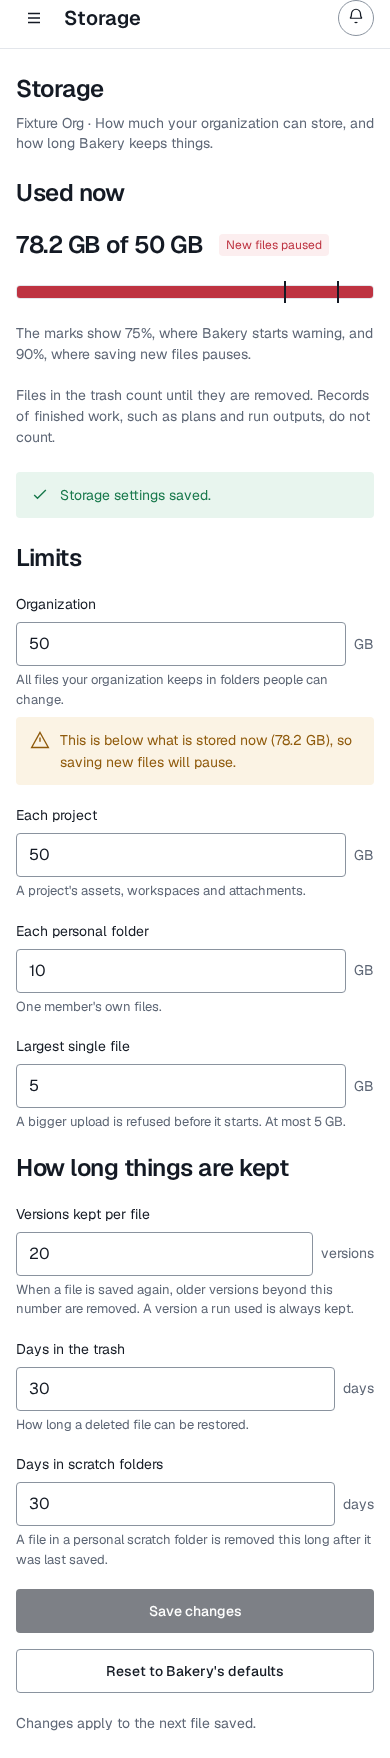 Storage
Storage
Fixture Org · How much your organization can store, and
how long Bakery keeps things.
Used now
78.2 GB of 50 GB New files paused
The marks show 75%, where Bakery starts warning, and
90%, where saving new files pauses.
Files in the trash count until they are removed. Records
of finished work, such as plans and run outputs, do not
count.
Storage settings saved.
Limits
Organization
50 GB
All files your organization keeps in folders people can
change.
This is below what is stored now (78.2 GB), so
saving new files will pause.
Each project
50 GB
A project's assets, workspaces and attachments.
Each personal folder
10 GB
One member's own files.
Largest single file
5 GB
A bigger upload is refused before it starts. At most 5 GB.
How long things are kept
Versions kept per file
20 versions
When a file is saved again, older versions beyond this
number are removed. A version a run used is always kept.
Days in the trash
30 days
How long a deleted file can be restored.
Days in scratch folders
30 days
A file in a personal scratch folder is removed this long after it
was last saved.
Save changes
Reset to Bakery's defaults
Changes apply to the next file saved.